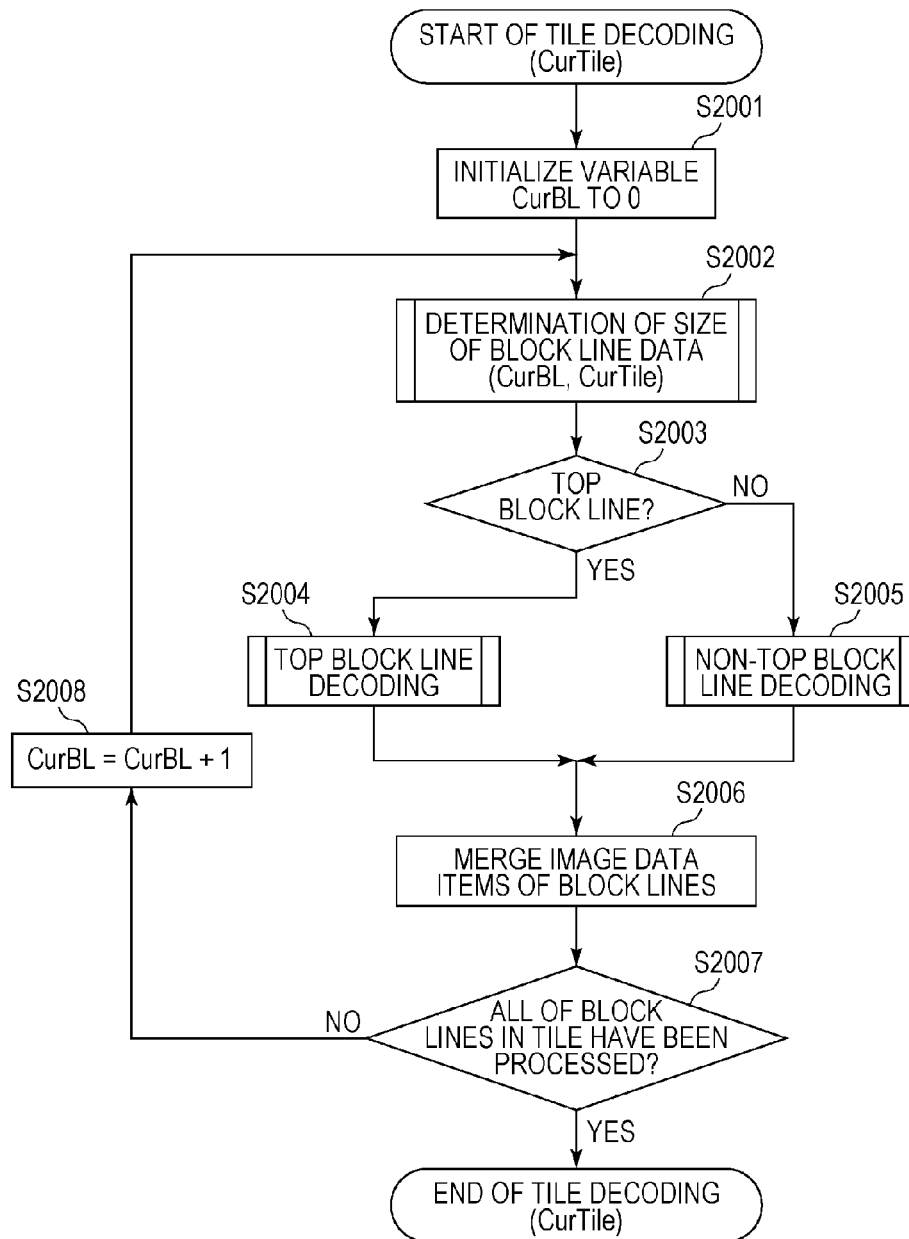 START OF TILE DECODING
(CurTile)
S2001
INITIALIZE VARIABLE
CurBL TO 0
S2002
DETERMINATION OF SIZE
OF BLOCK LINE DATA
(CurBL, CurTile)
S2003
TOP
BLOCK LINE?
NO
YES
S2004
TOP BLOCK LINE
DECODING
S2005
NON-TOP BLOCK
LINE DECODING
S2008
CurBL = CurBL + 1
S2006
MERGE IMAGE DATA
ITEMS OF BLOCK LINES
S2007
ALL OF BLOCK
LINES IN TILE HAVE BEEN
PROCESSED?
NO
YES
END OF TILE DECODING
(CurTile)